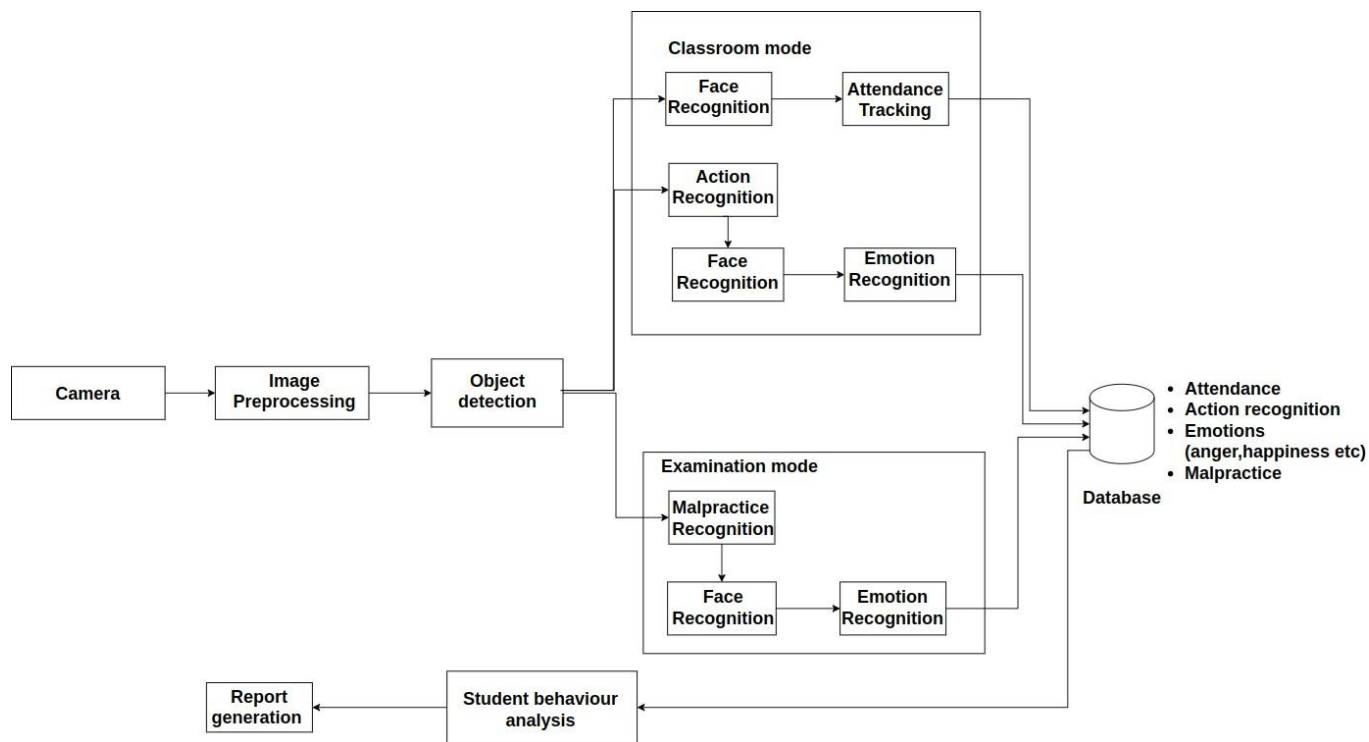 Classroom mode
Face
Recognition
Attendance
Tracking
Action
Recognition
Face
Recognition
Emotion
Recognition
Camera
Image
Preprocessing
Object
detection
Examination mode
Malpractice
Recognition
Face
Recognition
Emotion
Recognition
Database
• Attendance
• Action recognition
• Emotions
(anger,happiness etc)
• Malpractice
Report
generation
Student behaviour
analysis